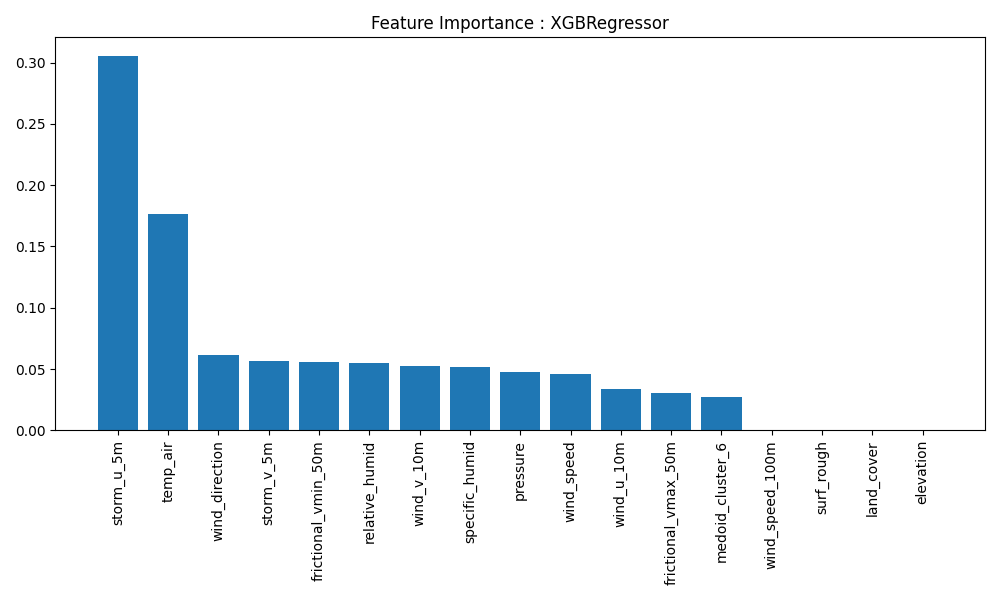 Feature Importance : XGBRegressor
0.30
0.25
0.20
0.15
0.10
0.05
0.00
storm_u_5m
temp_air
wind_direction
storm_v_5m
frictional_vmin_50m
relative_humid
wind_v_10m
specific_humid
pressure
wind_speed
wind_u_10m
frictional_vmax_50m
medoid_cluster_6
wind_speed_100m
surf_rough
land_cover
elevation